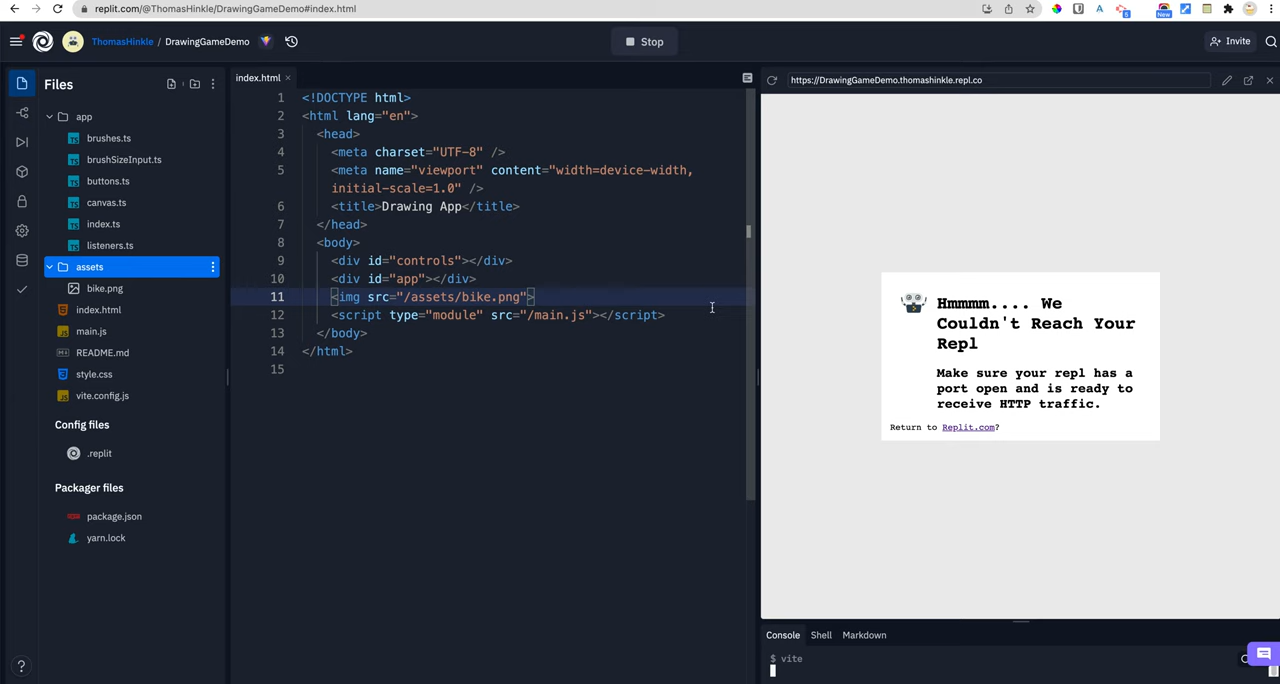 replit.com/@ThomasHinkle/DrawingGameDemo#index.html
5
New
ThomasHinkle / DrawingGameDemo
Stop
Invite
Files
app
brushes.ts
brushSizeInput.ts
buttons.ts
canvas.ts
index.ts
listeners.ts
assets
bike.png
index.html
main.js
README.md
style.css
vite.config.js
Config files
.replit
Packager files
package.json
yarn.lock
?
index.html ×
1 <!DOCTYPE html>
2 <html lang="en">
3 <head>
4 <meta charset="UTF-8" />
5 <meta name="viewport" content="width=device-width,
initial-scale=1.0" />
6 <title>Drawing App</title>
7 </head>
8 <body>
9 <div id="controls"></div>
10 <div id="app"></div>
11 <img src="/assets/bike.png">
12 <script type="module" src="/main.js"></script>
13 </body>
14 </html>
15
https://DrawingGameDemo.thomashinkle.repl.co
Hmmmm.... We
Couldn't Reach Your
Repl
Make sure your repl has a
port open and is ready to
receive HTTP traffic.
Return to Replit.com?
Console Shell Markdown
$ vite